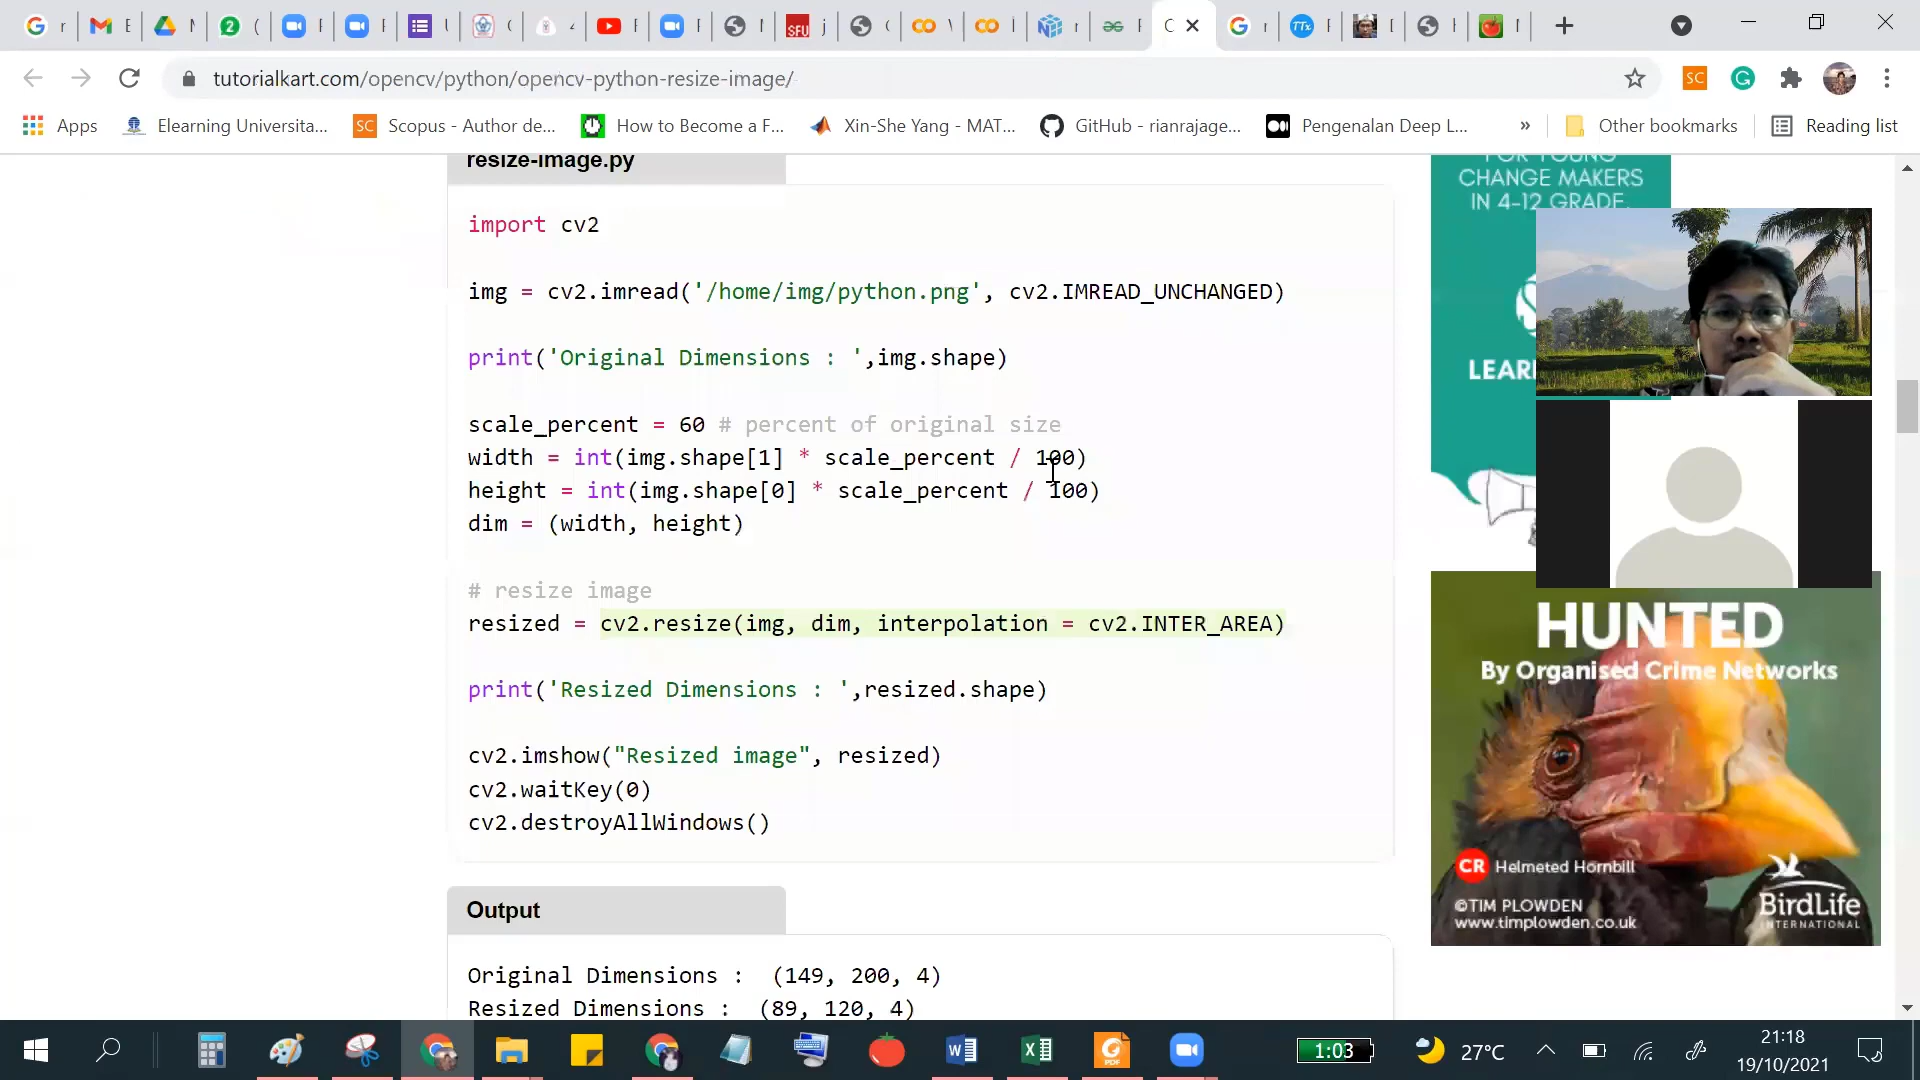 tutorialkart.com/opencv/python/opencv-python-resize-image/
Apps
Elearning Universita...
Scopus - Author de...
How to Become a F...
Xin-She Yang - MAT...
GitHub - rianrajage...
Pengenalan Deep L...
»
Other bookmarks
Reading list
resize-image.py
import cv2
img = cv2.imread('/home/img/python.png', cv2.IMREAD_UNCHANGED)
print('Original Dimensions : ',img.shape)
scale_percent = 60 # percent of original size
width = int(img.shape[1] * scale_percent / 100)
height = int(img.shape[0] * scale_percent / 100)
dim = (width, height)
# resize image
resized = cv2.resize(img, dim, interpolation = cv2.INTER_AREA)
print('Resized Dimensions : ',resized.shape)
cv2.imshow("Resized image", resized)
cv2.waitKey(0)
cv2.destroyAllWindows()
Output
Original Dimensions :  (149, 200, 4)
Resized Dimensions :  (89, 120, 4)
FOR YOUNG
CHANGE MAKERS
IN 4-12 GRADE.
HUNTED
By Organised Crime Networks
CR Helmeted Hornbill
©TIM PLOWDEN
www.timplowden.co.uk
BirdLife
INTERNATIONAL
1:03
27°C
21:18
19/10/2021